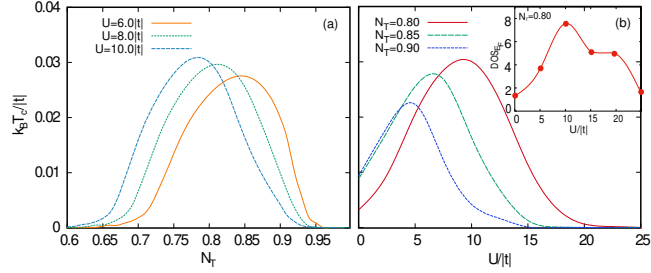 U=6.0|t|
U=8.0|t|
U=10.0|t|
(a)
k_BT_c/|t|
0.04
0.03
0.02
0.01
0
0.6 0.65 0.7 0.75 0.8 0.85 0.9 0.95
N_T
N_T=0.80
N_T=0.85
N_T=0.90
(b)
0 5 10 15 20 25
U/|t|
N_T=0.80
DOS_{E_F}
8
6
4
2
0
0 5 10 15 20 25
U/|t|